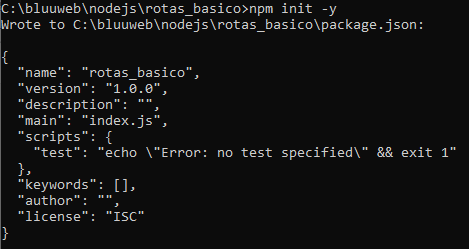 C:\bluuweb\nodejs\rotas_basico>npm init -y
Wrote to C:\bluuweb\nodejs\rotas_basico\package.json:

{
  "name": "rotas_basico",
  "version": "1.0.0",
  "description": "",
  "main": "index.js",
  "scripts": {
    "test": "echo \"Error: no test specified\" && exit 1"
  },
  "keywords": [],
  "author": "",
  "license": "ISC"
}